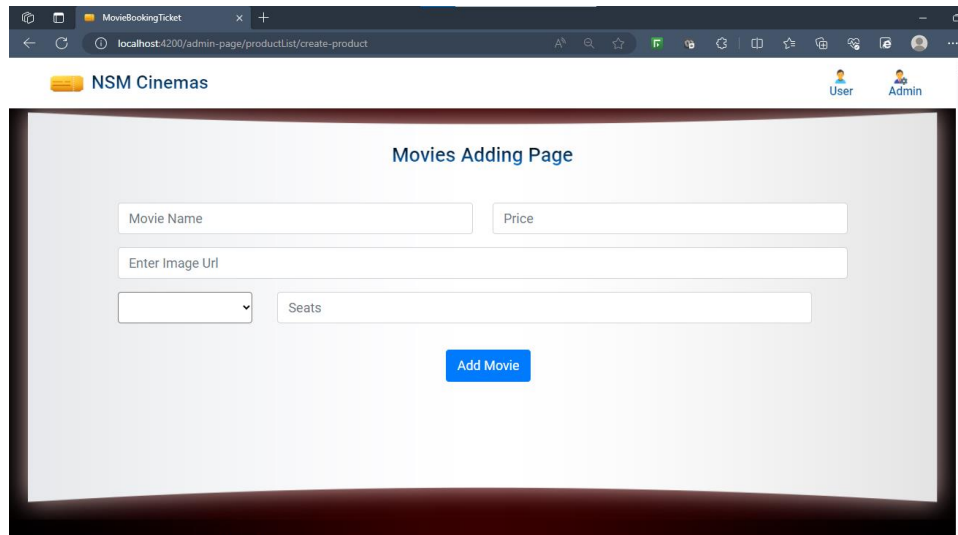 MovieBookingTicket
localhost:4200/admin-page/productList/create-product
NSM Cinemas
User
Admin
Movies Adding Page
Movie Name
Price
Enter Image Url
Seats
Add Movie